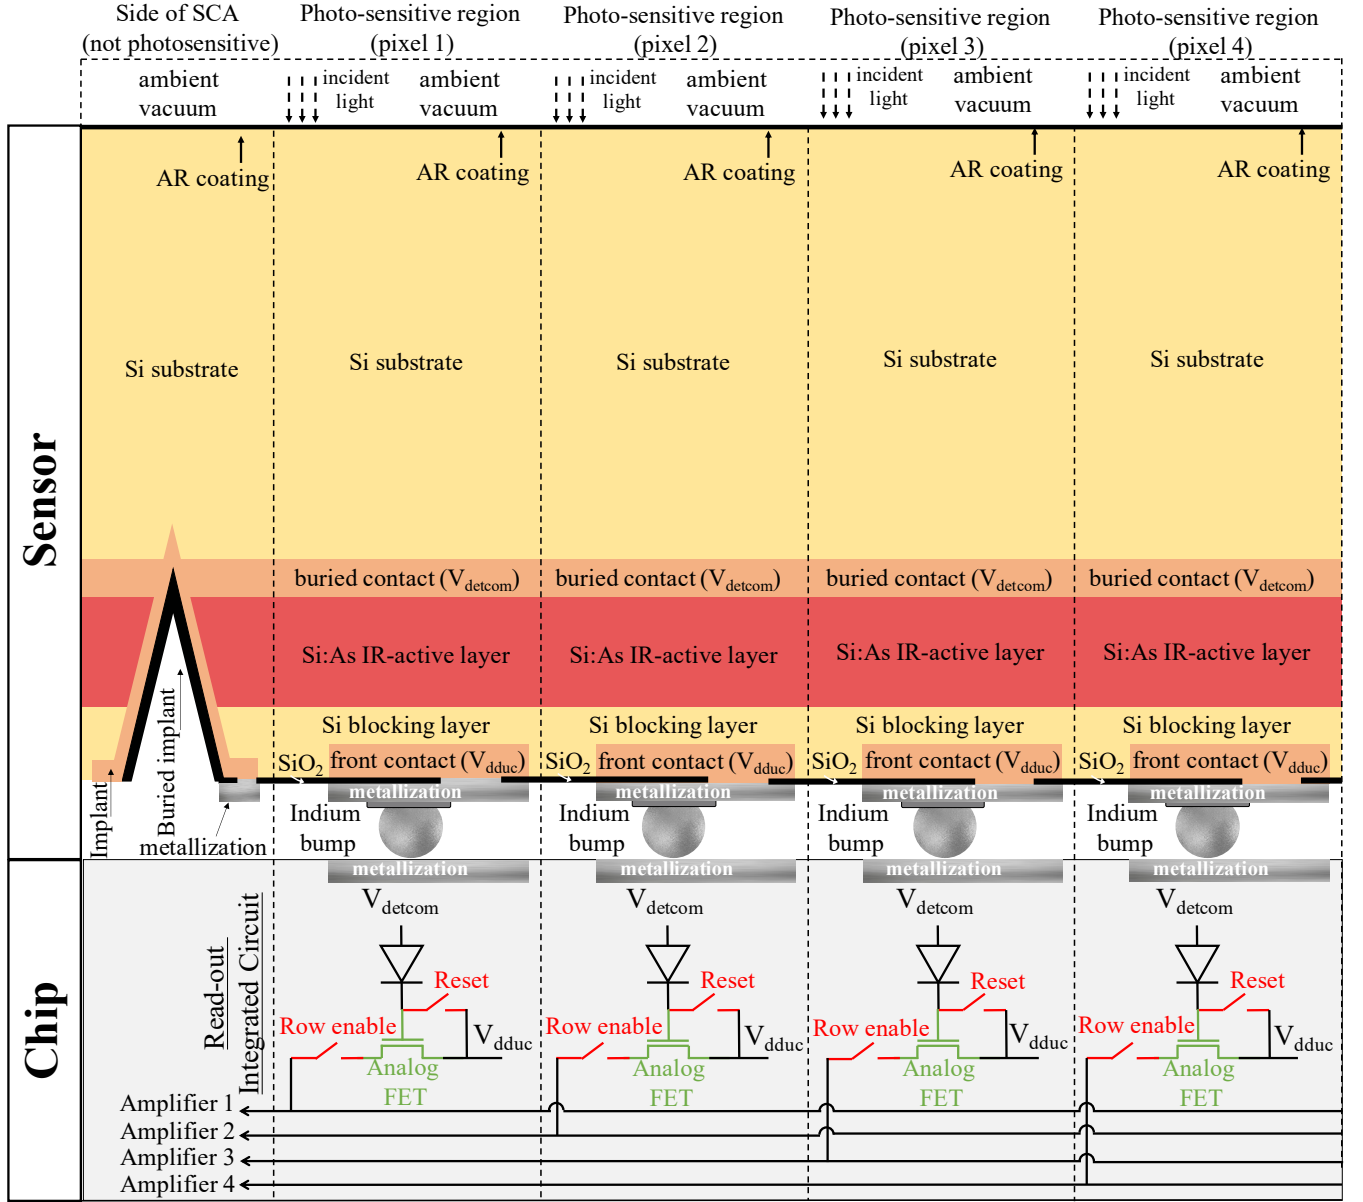 Side of SCA
(not photosensitive)
Photo-sensitive region
(pixel 1)
Photo-sensitive region
(pixel 2)
Photo-sensitive region
(pixel 3)
Photo-sensitive region
(pixel 4)
ambient
vacuum
incident
light
ambient
vacuum
incident
light
ambient
vacuum
incident
light
ambient
vacuum
incident
light
ambient
vacuum
AR coating
AR coating
AR coating
AR coating
AR coating
Sensor
Si substrate
Si substrate
Si substrate
Si substrate
Si substrate
buried contact (Vdetcom)
buried contact (Vdetcom)
buried contact (Vdetcom)
buried contact (Vdetcom)
Si:As IR-active layer
Si:As IR-active layer
Si:As IR-active layer
Si:As IR-active layer
Si blocking layer
Si blocking layer
Si blocking layer
Si blocking layer
Implant
Buried implant
metallization
SiO2
front contact (Vdduc)
SiO2
front contact (Vdduc)
SiO2
front contact (Vdduc)
SiO2
front contact (Vdduc)
metallization
metallization
metallization
metallization
Indium
bump
Indium
bump
Indium
bump
Indium
bump
metallization
metallization
metallization
metallization
Chip
Read-out
Integrated Circuit
Vdetcom
Reset
Row enable
Vdduc
Analog
FET
Vdetcom
Reset
Row enable
Vdduc
Analog
FET
Vdetcom
Reset
Row enable
Vdduc
Analog
FET
Vdetcom
Reset
Row enable
Vdduc
Analog
FET
Amplifier 1
Amplifier 2
Amplifier 3
Amplifier 4